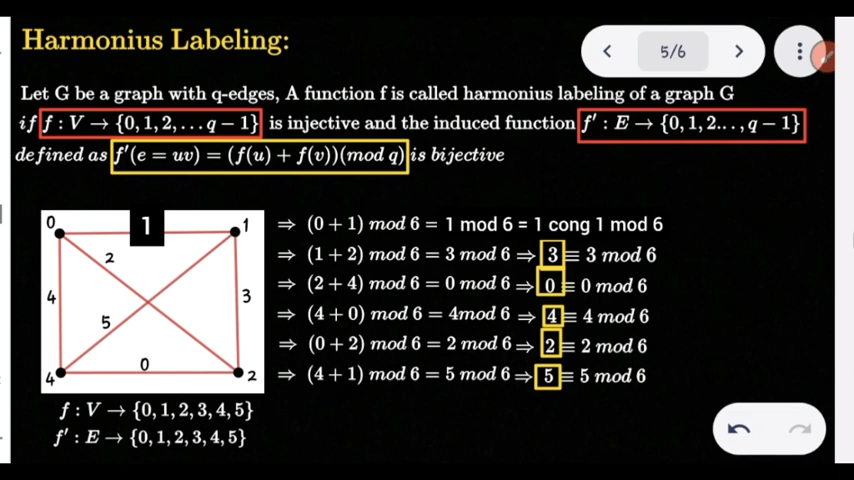 Harmonius Labeling:
5/6
Let G be a graph with q-edges, A function f is called harmonius labeling of a graph G
if f : V → {0, 1, 2, . . . q − 1} is injective and the induced function f′ : E → {0, 1, 2. . . , q − 1}
defined as f′(e = uv) = (f(u) + f(v))(mod q) is bijective
0 1 1
2
4 3
5
0
4 2
⇒ (0 + 1) mod 6 = 1 mod 6 = 1 cong 1 mod 6
⇒ (1 + 2) mod 6 = 3 mod 6 ⇒ 3 ≡ 3 mod 6
⇒ (2 + 4) mod 6 = 0 mod 6 ⇒ 0 ≡ 0 mod 6
⇒ (4 + 0) mod 6 = 4mod 6 ⇒ 4 ≡ 4 mod 6
⇒ (0 + 2) mod 6 = 2 mod 6 ⇒ 2 ≡ 2 mod 6
⇒ (4 + 1) mod 6 = 5 mod 6 ⇒ 5 ≡ 5 mod 6
f : V → {0, 1, 2, 3, 4, 5}
f′ : E → {0, 1, 2, 3, 4, 5}